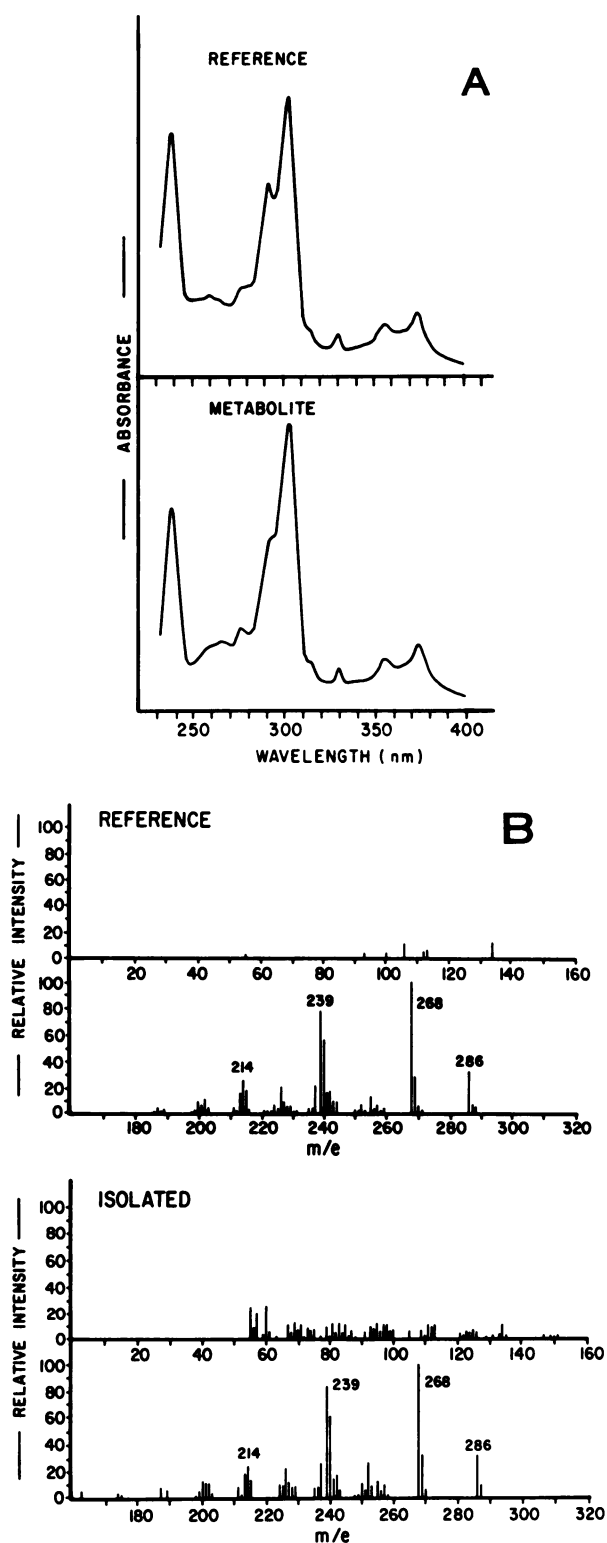 REFERENCE
A
ABSORBANCE
METABOLITE
250 300 350 400
WAVELENGTH (nm)
REFERENCE
B
RELATIVE INTENSITY
100
80
60
40
20
0
20 40 60 80 100 120 140 160
100
80
60
40
20
0
239
268
214
286
180 200 220 240 260 280 300 320
m/e
ISOLATED
RELATIVE INTENSITY
100
80
60
40
20
0
20 40 60 80 100 120 140 160
100
80
60
40
20
0
239
268
214
286
180 200 220 240 260 280 300 320
m/e